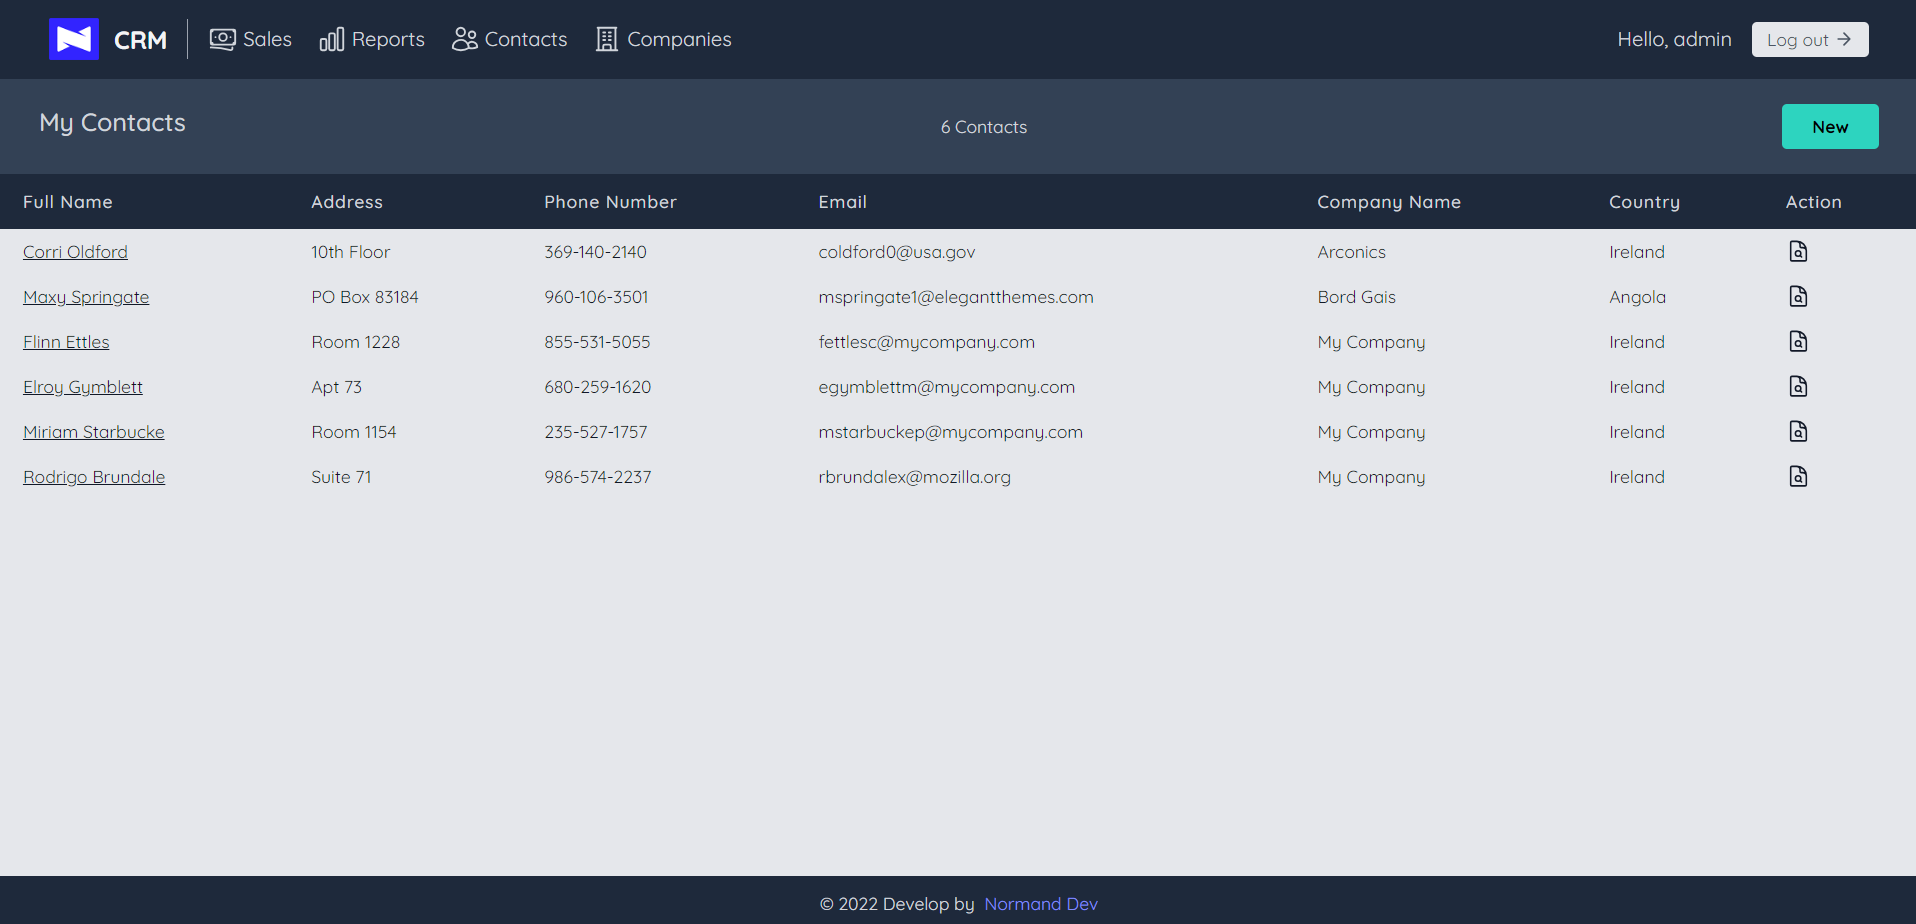 CRM Sales Reports Contacts Companies Hello, admin Log out →
My Contacts 6 Contacts New
Full Name Address Phone Number Email Company Name Country Action
Corri Oldford 10th Floor 369-140-2140 coldford0@usa.gov Arconics Ireland
Maxy Springate PO Box 83184 960-106-3501 mspringate1@elegantthemes.com Bord Gais Angola
Flinn Ettles Room 1228 855-531-5055 fettlesc@mycompany.com My Company Ireland
Elroy Gymblett Apt 73 680-259-1620 egymblettm@mycompany.com My Company Ireland
Miriam Starbucke Room 1154 235-527-1757 mstarbuckep@mycompany.com My Company Ireland
Rodrigo Brundale Suite 71 986-574-2237 rbrundalex@mozilla.org My Company Ireland
© 2022 Develop by Normand Dev